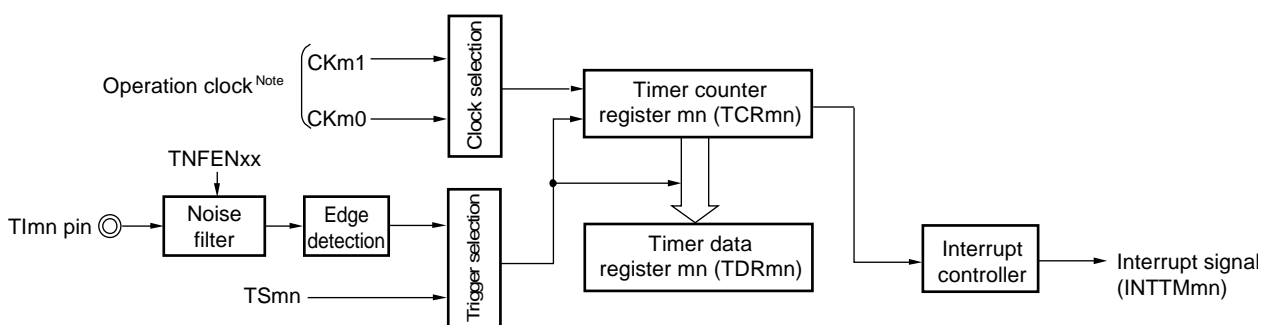 Operation clock Note
CKm1
CKm0
Clock selection
Timer counter
register mn (TCRmn)
TNFENxx
TImn pin
Noise
filter
Edge
detection
TSmn
Trigger selection
Timer data
register mn (TDRmn)
Interrupt
controller
Interrupt signal
(INTTMmn)